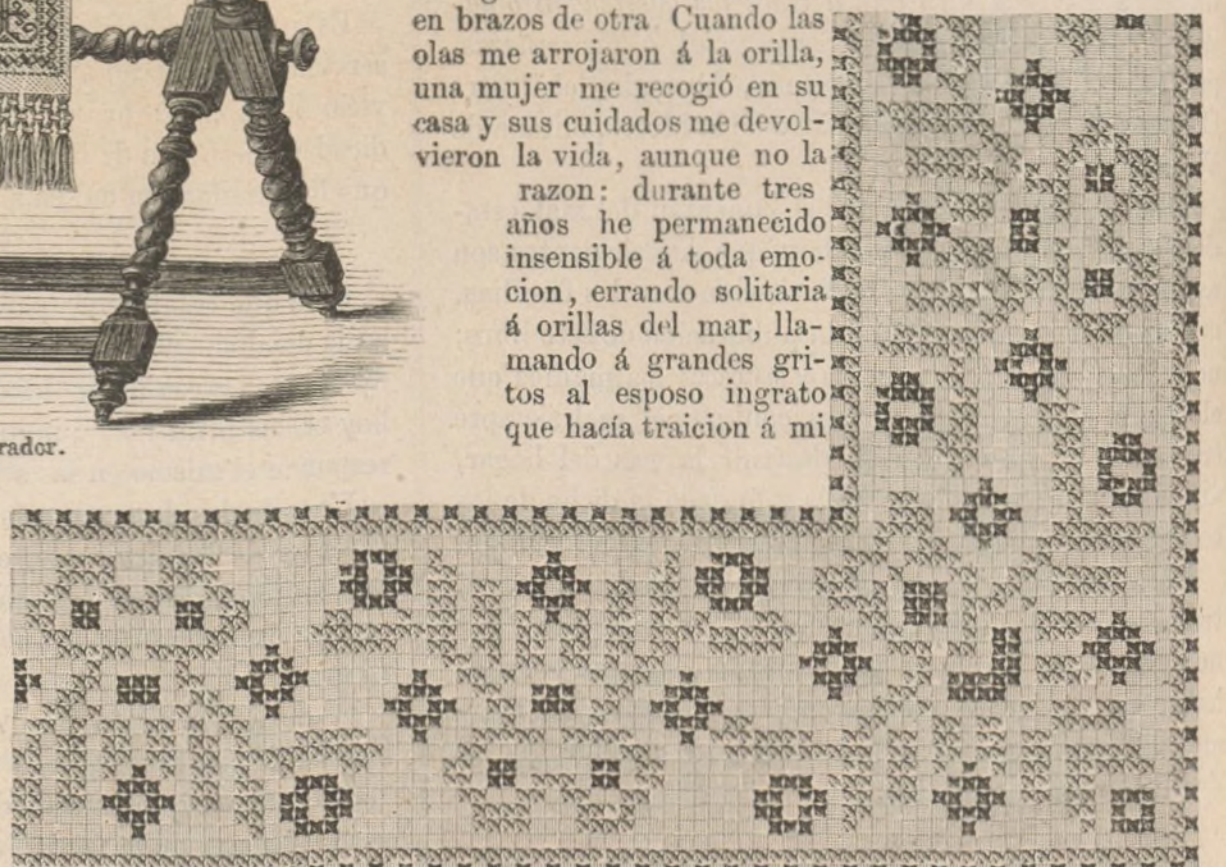 en brazos de otra Cuando las
olas me arrojaron á la orilla,
una mujer me recogió en su
casa y sus cuidados me devol-
vieron la vida, aunque no la
razon: durante tres
años he permanecido
insensible á toda emo-
cion, errando solitaria
á orillas del mar, lla-
mando á grandes gri-
tos al esposo ingrato
que hacía traicion á mi
rador.